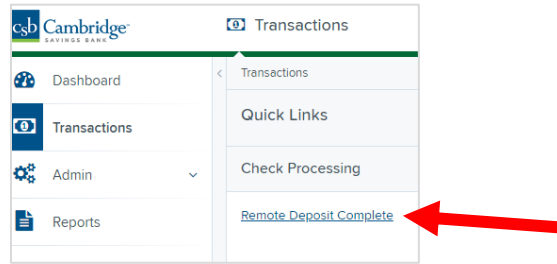 csb Cambridge
SAVINGS BANK
Transactions
Dashboard
Transactions
Admin
Reports
Transactions
Quick Links
Check Processing
Remote Deposit Complete